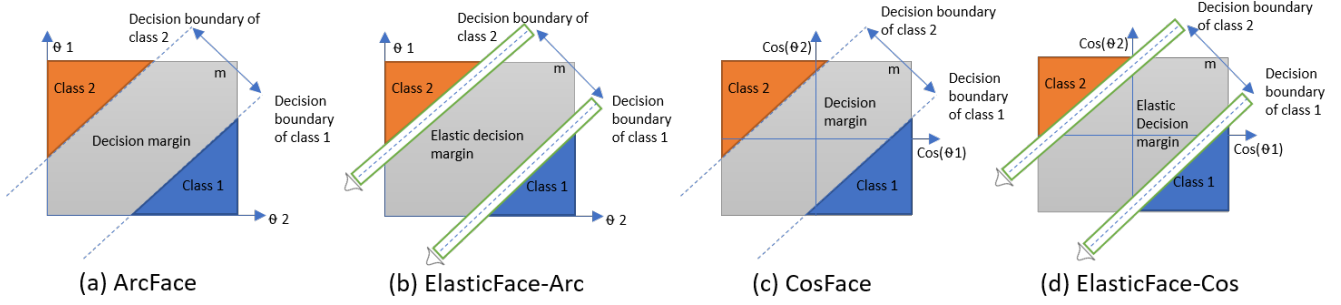 Decision boundary of
class 2
θ 1
m
Class 2
Decision margin
Decision
boundary
of class 1
Class 1
θ 2
(a) ArcFace
Decision boundary of
class 2
θ 1
m
Class 2
Elastic decision
margin
Decision
boundary
of class 1
Class 1
θ 2
(b) ElasticFace-Arc
Decision boundary
of class 2
Cos(θ2)
m
Class 2
Decision
margin
Decision
boundary
of class 1
Cos(θ1)
Class 1
(c) CosFace
Decision boundary
of class 2
Cos(θ2)
m
Class 2
Elastic
Decision
margin
Decision
boundary
of class 1
Cos(θ1)
Class 1
(d) ElasticFace-Cos